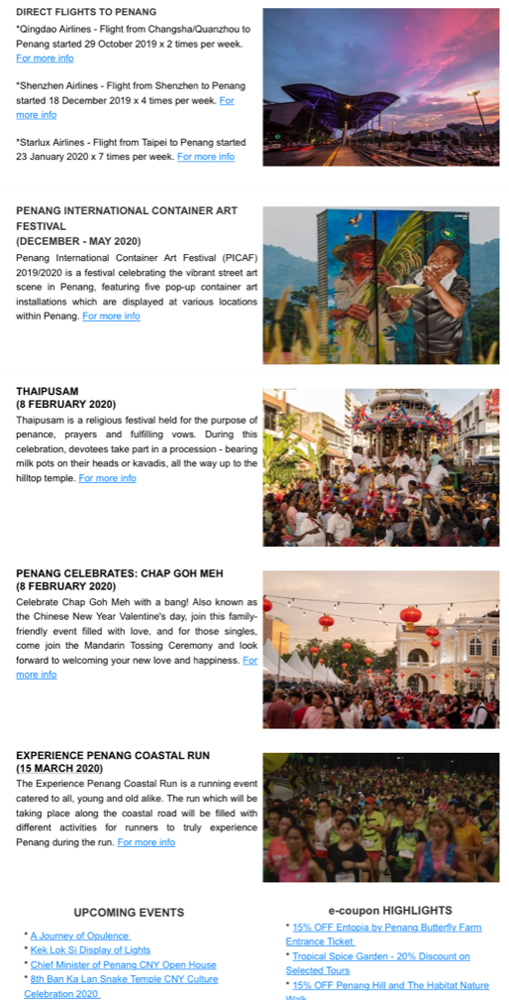 DIRECT FLIGHTS TO PENANG
*Qingdao Airlines - Flight from Changsha/Quanzhou to
Penang started 29 October 2019 x 2 times per week.
For more info
*Shenzhen Airlines - Flight from Shenzhen to Penang
started 18 December 2019 x 4 times per week. For
more info
*Starlux Airlines - Flight from Taipei to Penang started
23 January 2020 x 7 times per week. For more info
PENANG INTERNATIONAL CONTAINER ART
FESTIVAL
(DECEMBER - MAY 2020)
Penang International Container Art Festival (PICAF)
2019/2020 is a festival celebrating the vibrant street art
scene in Penang, featuring five pop-up container art
installations which are displayed at various locations
within Penang. For more info
THAIPUSAM
(8 FEBRUARY 2020)
Thaipusam is a religious festival held for the purpose of
penance, prayers and fulfilling vows. During this
celebration, devotees take part in a procession - bearing
milk pots on their heads or kavadis, all the way up to the
hilltop temple. For more info
PENANG CELEBRATES: CHAP GOH MEH
(8 FEBRUARY 2020)
Celebrate Chap Goh Meh with a bang! Also known as
the Chinese New Year Valentine's day, join this family-
friendly event filled with love, and for those singles,
come join the Mandarin Tossing Ceremony and look
forward to welcoming your new love and happiness. For
more info
EXPERIENCE PENANG COASTAL RUN
(15 MARCH 2020)
The Experience Penang Coastal Run is a running event
catered to all, young and old alike. The run which will be
taking place along the coastal road will be filled with
different activities for runners to truly experience
Penang during the run. For more info
UPCOMING EVENTS
* A Journey of Opulence
* Kek Lok Si Display of Lights
* Chief Minister of Penang CNY Open House
* 8th Ban Ka Lan Snake Temple CNY Culture
Celebration 2020
e-coupon HIGHLIGHTS
* 15% OFF Entopia by Penang Butterfly Farm
Entrance Ticket
* Tropical Spice Garden - 20% Discount on
Selected Tours
* 15% OFF Penang Hill and The Habitat Nature
Walk